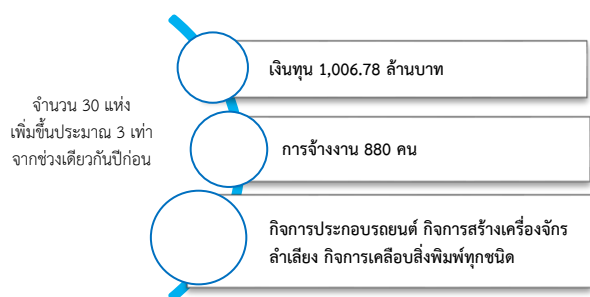 จำนวน 30 แห่ง
เพิ่มขึ้นประมาณ 3 เท่า
จากช่วงเดียวกันปีก่อน
เงินทุน 1,006.78 ล้านบาท
การจ้างงาน 880 คน
กิจการประกอบรถยนต์ กิจการสร้างเครื่องจักร
ลำเลียง กิจการเคลือบสิ่งพิมพ์ทุกชนิด